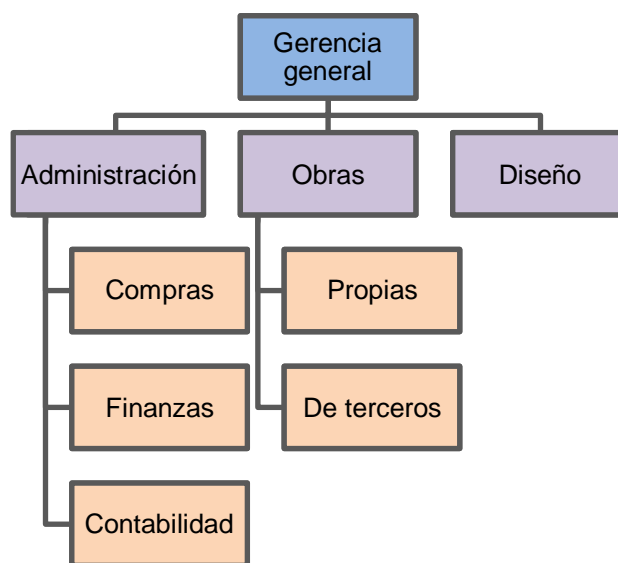 Gerencia
general
Administración
Obras
Diseño
Compras
Propias
Finanzas
De terceros
Contabilidad